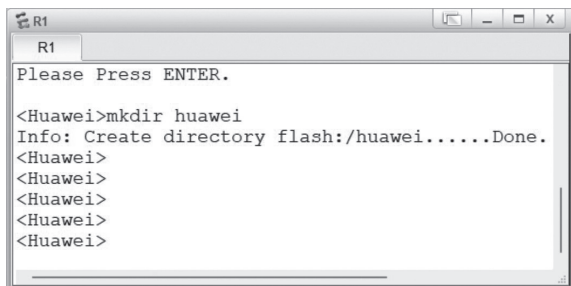 R1
R1
Please Press ENTER.
<Huawei>mkdir huawei
Info: Create directory flash:/huawei......Done.
<Huawei>
<Huawei>
<Huawei>
<Huawei>
<Huawei>